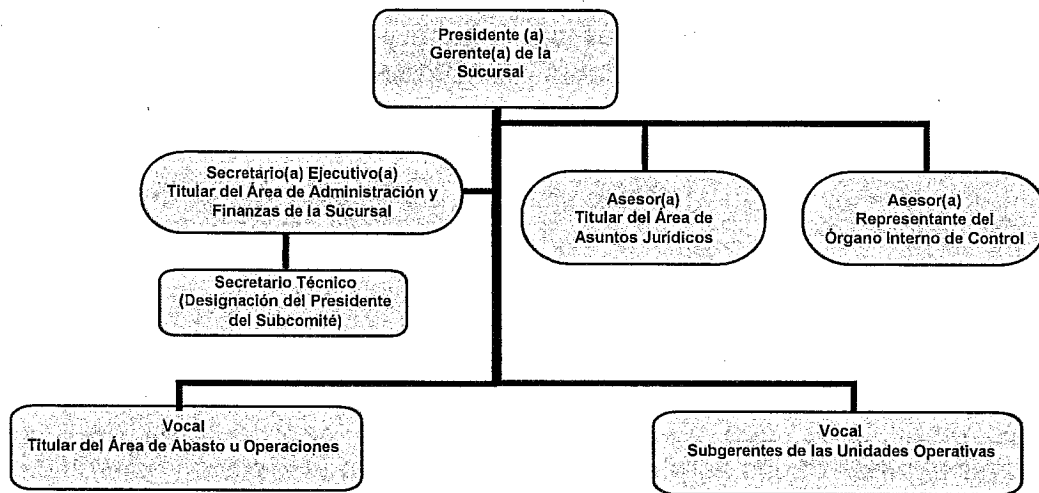 Presidente (a)
Gerente(a) de la
Sucursal
Secretario(a) Ejecutivo(a)
Titular del Área de Administración y
Finanzas de la Sucursal
Asesor(a)
Titular del Área de
Asuntos Jurídicos
Asesor(a)
Representante del
Órgano Interno de Control
Secretario Técnico
(Designación del Presidente
del Subcomité)
Vocal
Titular del Área de Abasto u Operaciones
Vocal
Subgerentes de las Unidades Operativas